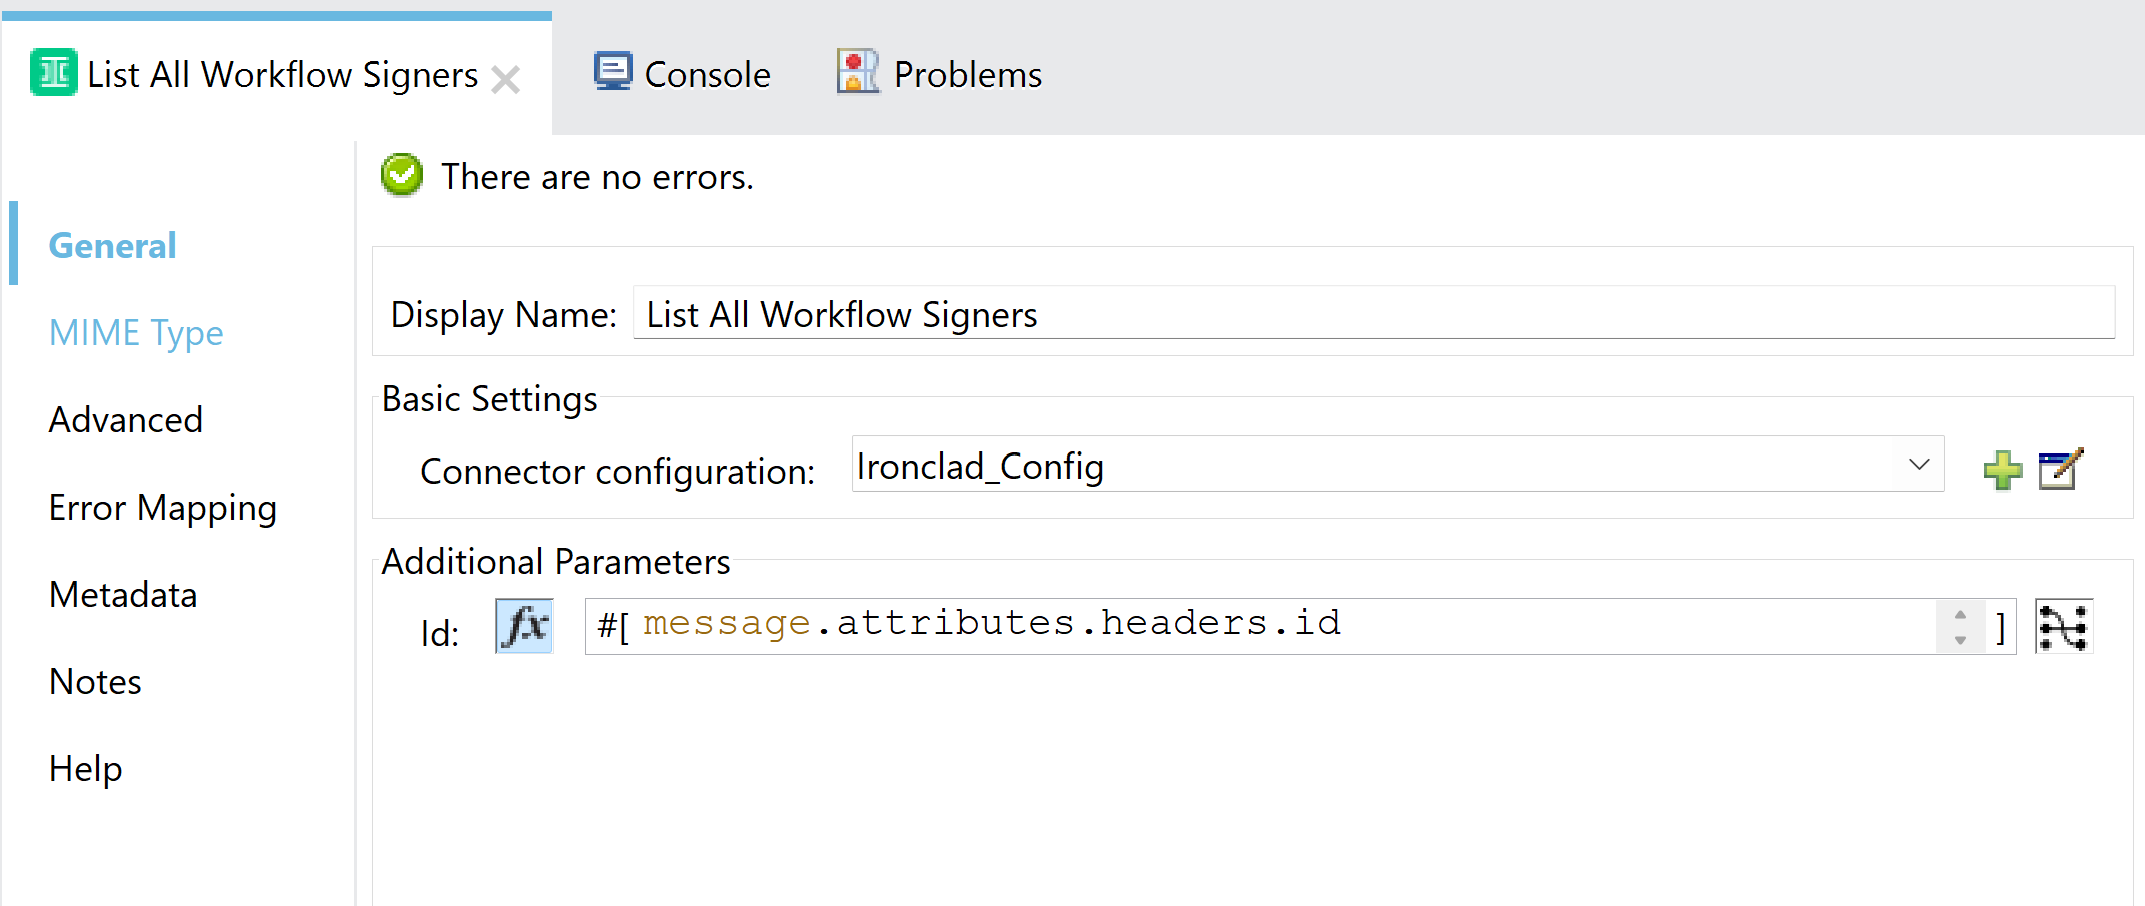 List All Workflow Signers
Console
Problems
There are no errors.
General
MIME Type
Advanced
Error Mapping
Metadata
Notes
Help
Display Name: List All Workflow Signers
Basic Settings
Connector configuration: Ironclad_Config
Additional Parameters
Id: fx #[ message.attributes.headers.id ]